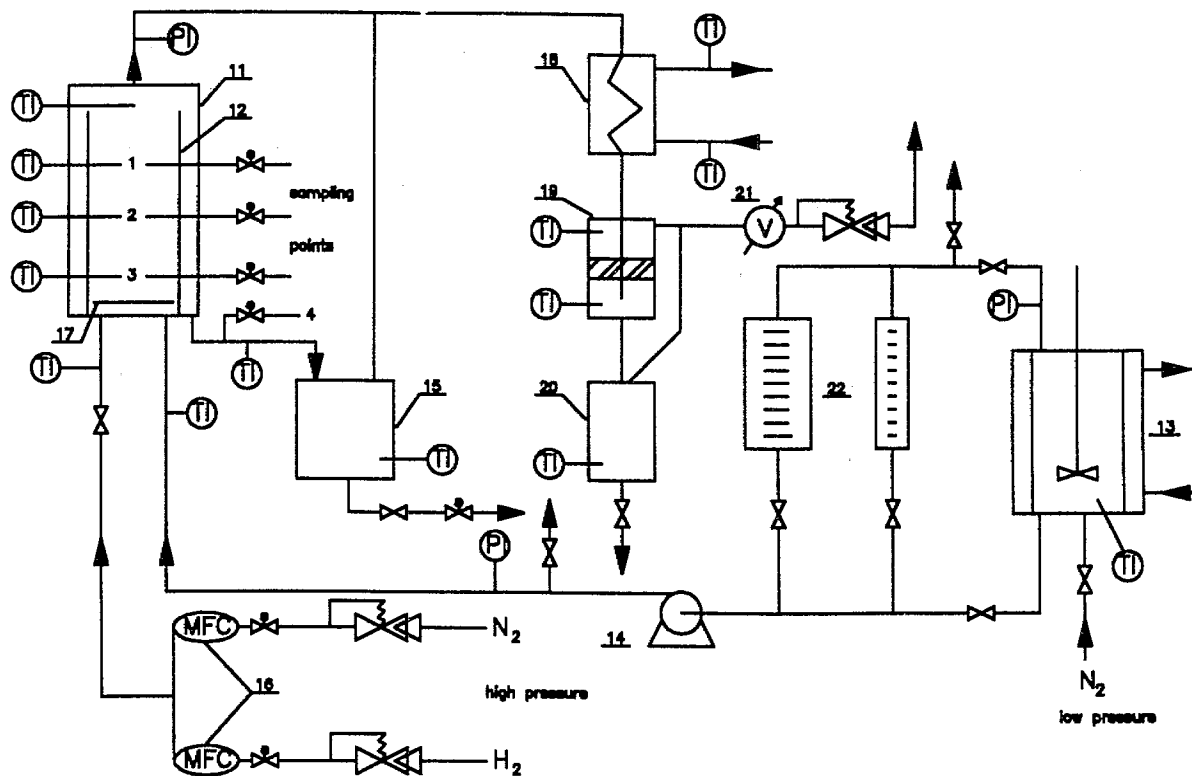 PI
TI
11
12
TI
18
TI
TI
1
sampling
TI
2
points
TI
3
4
17
TI
TI
TI
15
TI
19
TI
TI
20
TI
21
V
22
PI
13
TI
PI
14
MFC
N₂
16
high pressure
MFC
H₂
N₂
low pressure